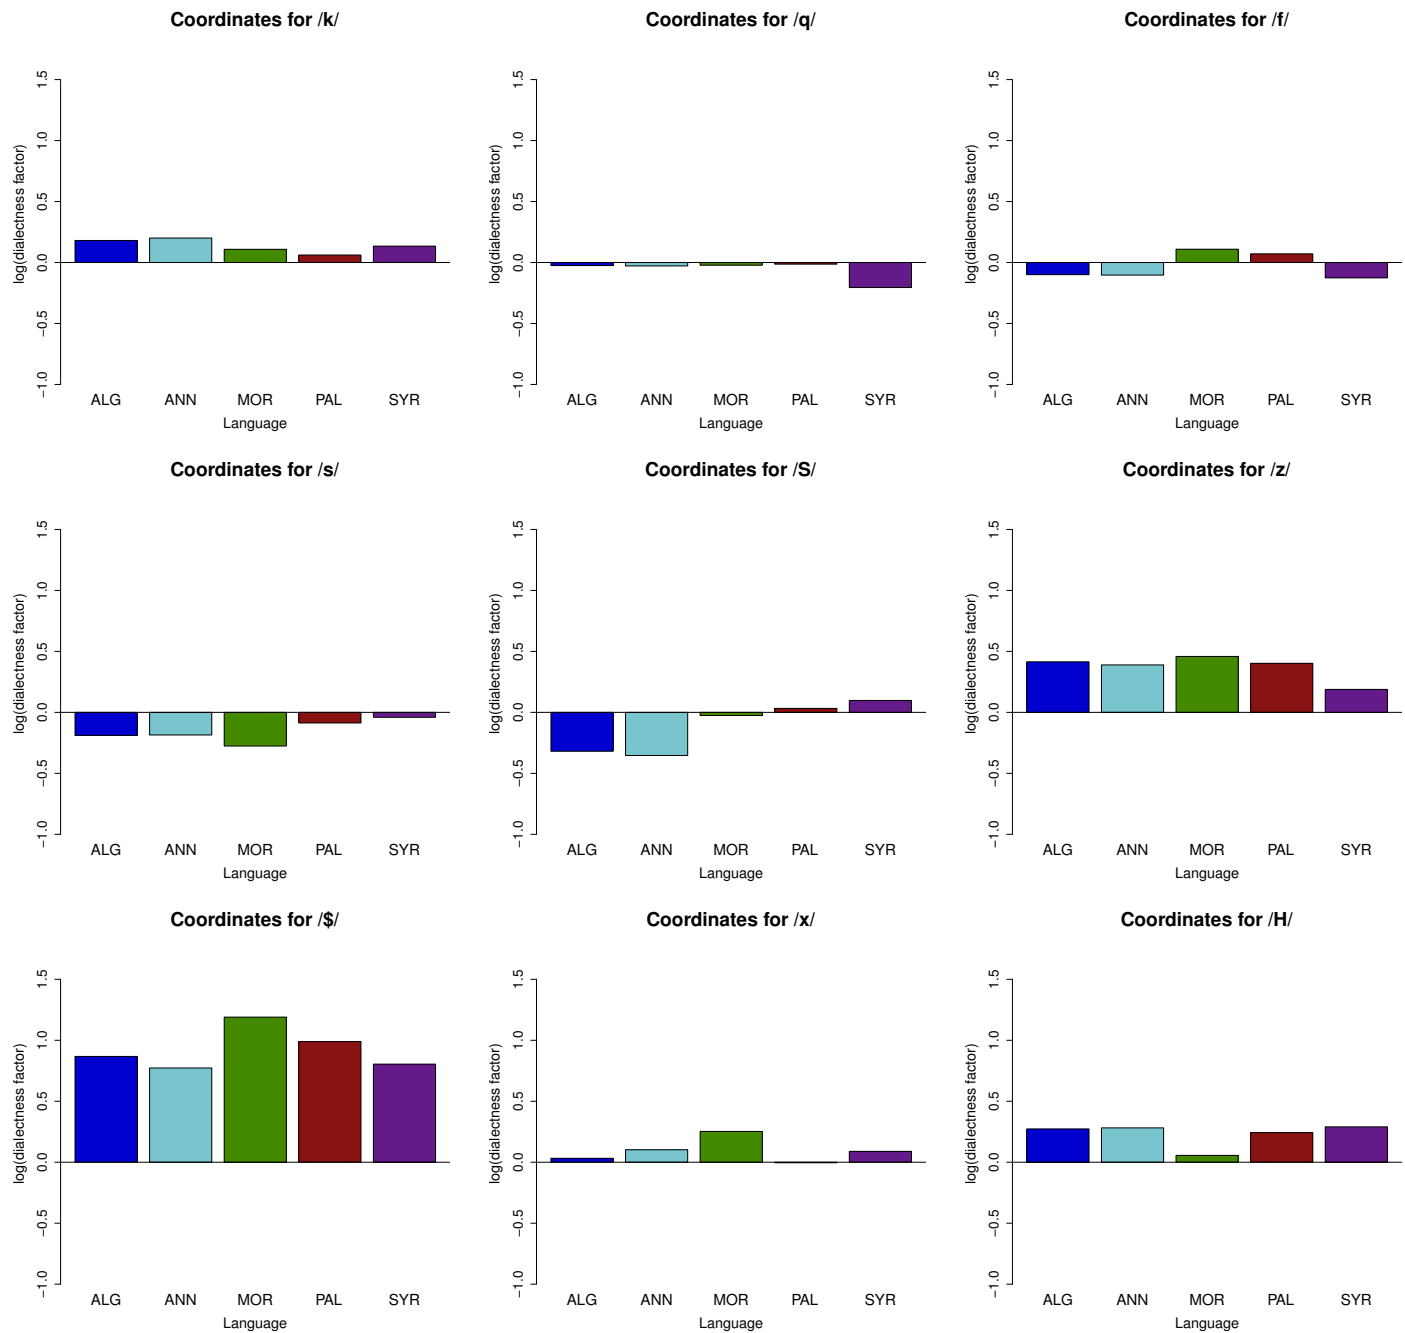 Coordinates for /k/
log(dialectness factor)
1.5
1.0
0.5
0.0
−0.5
−1.0
ALG ANN MOR PAL SYR
Language
Coordinates for /q/
log(dialectness factor)
1.5
1.0
0.5
0.0
−0.5
−1.0
ALG ANN MOR PAL SYR
Language
Coordinates for /f/
log(dialectness factor)
1.5
1.0
0.5
0.0
−0.5
−1.0
ALG ANN MOR PAL SYR
Language
Coordinates for /s/
log(dialectness factor)
1.5
1.0
0.5
0.0
−0.5
−1.0
ALG ANN MOR PAL SYR
Language
Coordinates for /S/
log(dialectness factor)
1.5
1.0
0.5
0.0
−0.5
−1.0
ALG ANN MOR PAL SYR
Language
Coordinates for /z/
log(dialectness factor)
1.5
1.0
0.5
0.0
−0.5
−1.0
ALG ANN MOR PAL SYR
Language
Coordinates for /$/
log(dialectness factor)
1.5
1.0
0.5
0.0
−0.5
−1.0
ALG ANN MOR PAL SYR
Language
Coordinates for /x/
log(dialectness factor)
1.5
1.0
0.5
0.0
−0.5
−1.0
ALG ANN MOR PAL SYR
Language
Coordinates for /H/
log(dialectness factor)
1.5
1.0
0.5
0.0
−0.5
−1.0
ALG ANN MOR PAL SYR
Language